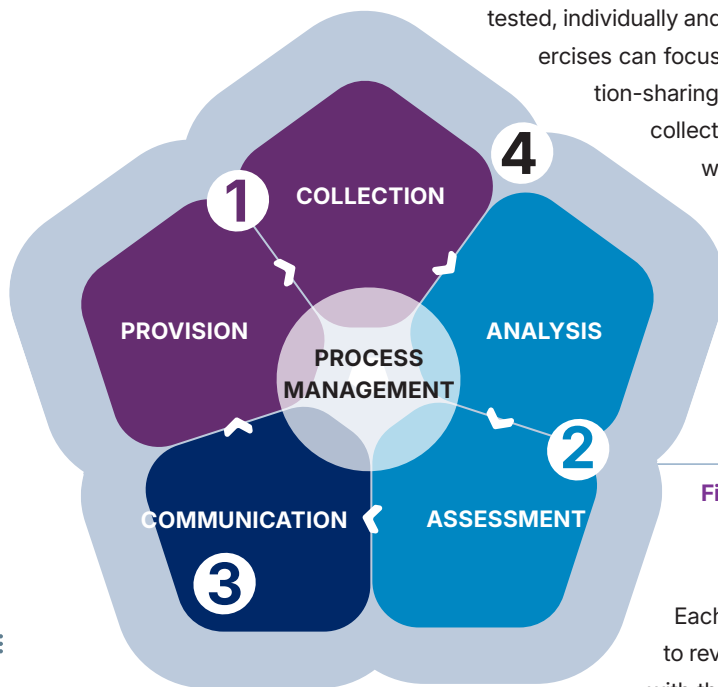 tested, individually and
ercises can focus
tion-sharing
collect
w
4
1
COLLECTION
PROVISION
ANALYSIS
PROCESS
MANAGEMENT
2
Fi
COMMUNICATION
ASSESSMENT
3
Each
to rev